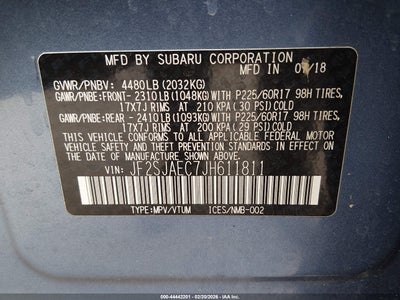 MFD BY SUBARU CORPORATION
MFD IN 01/18
GVWR/PNBV: 4480LB (2032KG)
GAWR/PNBE:FRONT- 2310LB(1048KG) WITH P225/60R17 98H TIRES,
17X7J RIMS AT 210 KPA(30 PSI)COLD
GAWR/PNBE:REAR - 2410LB(1093KG) WITH P225/60R17 98H TIRES,
17X7J RIMS AT 200 KPA(29 PSI)COLD
THIS VEHICLE CONFORMS TO ALL APPLICABLE FEDERAL MOTOR
VEHICLE SAFETY AND THEFT PREVENTION STANDARDS IN EFFECT ON
THE DATE OF MANUFACTURE SHOWN ABOVE.
VIN: JF2SJAEC7JH611811
TYPE:MPV/VTUM ICES/NMB-002
000-44442201 - 02/20/2026 -